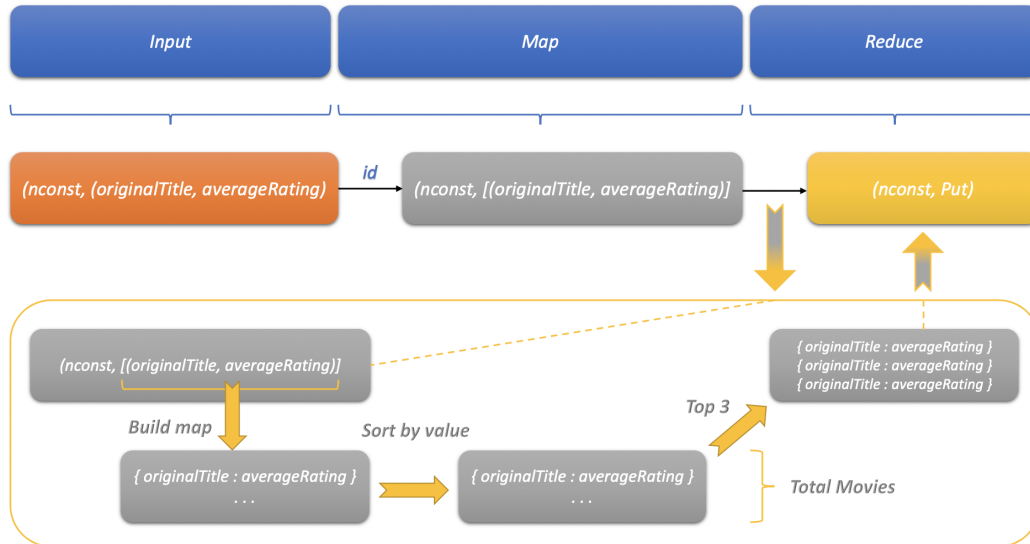 Input
Map
Reduce
(nconst, (originalTitle, averageRating)
id
(nconst, [(originalTitle, averageRating)]
(nconst, Put)
(nconst, [(originalTitle, averageRating)]
{ originalTitle : averageRating }
{ originalTitle : averageRating }
{ originalTitle : averageRating }
Build map
Sort by value
Top 3
{ originalTitle : averageRating }
. . .
{ originalTitle : averageRating }
. . .
Total Movies